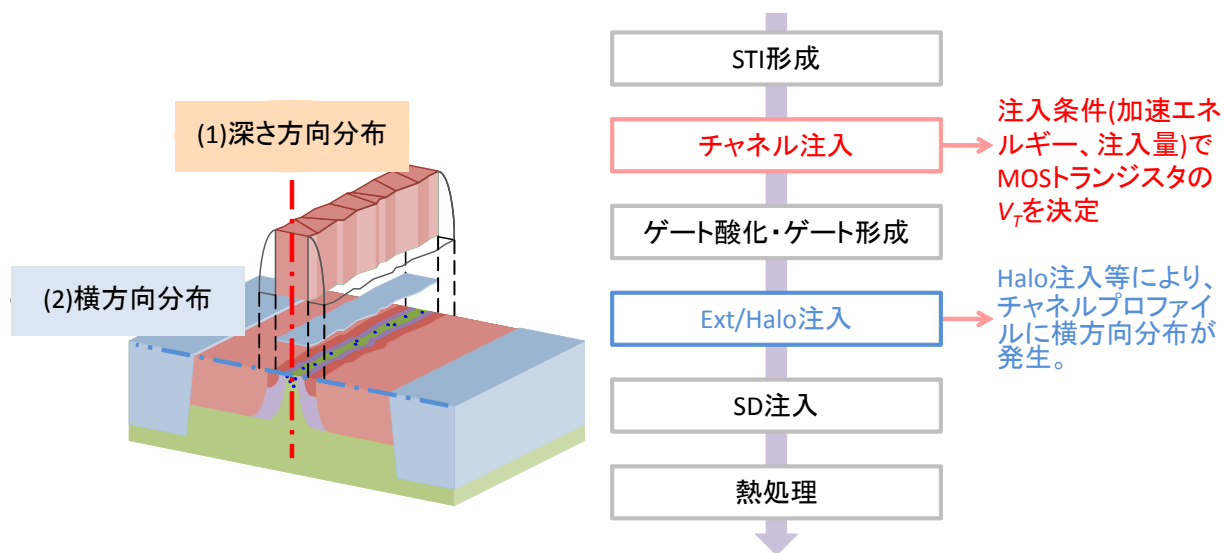 (1)深さ方向分布
(2)横方向分布
STI形成
チャネル注入
注入条件(加速エネ
ルギー、注入量)で
MOSトランジスタの
VTを決定
ゲート酸化・ゲート形成
Ext/Halo注入
Halo注入等により、
チャネルプロファイ
ルに横方向分布が
発生。
SD注入
熱処理